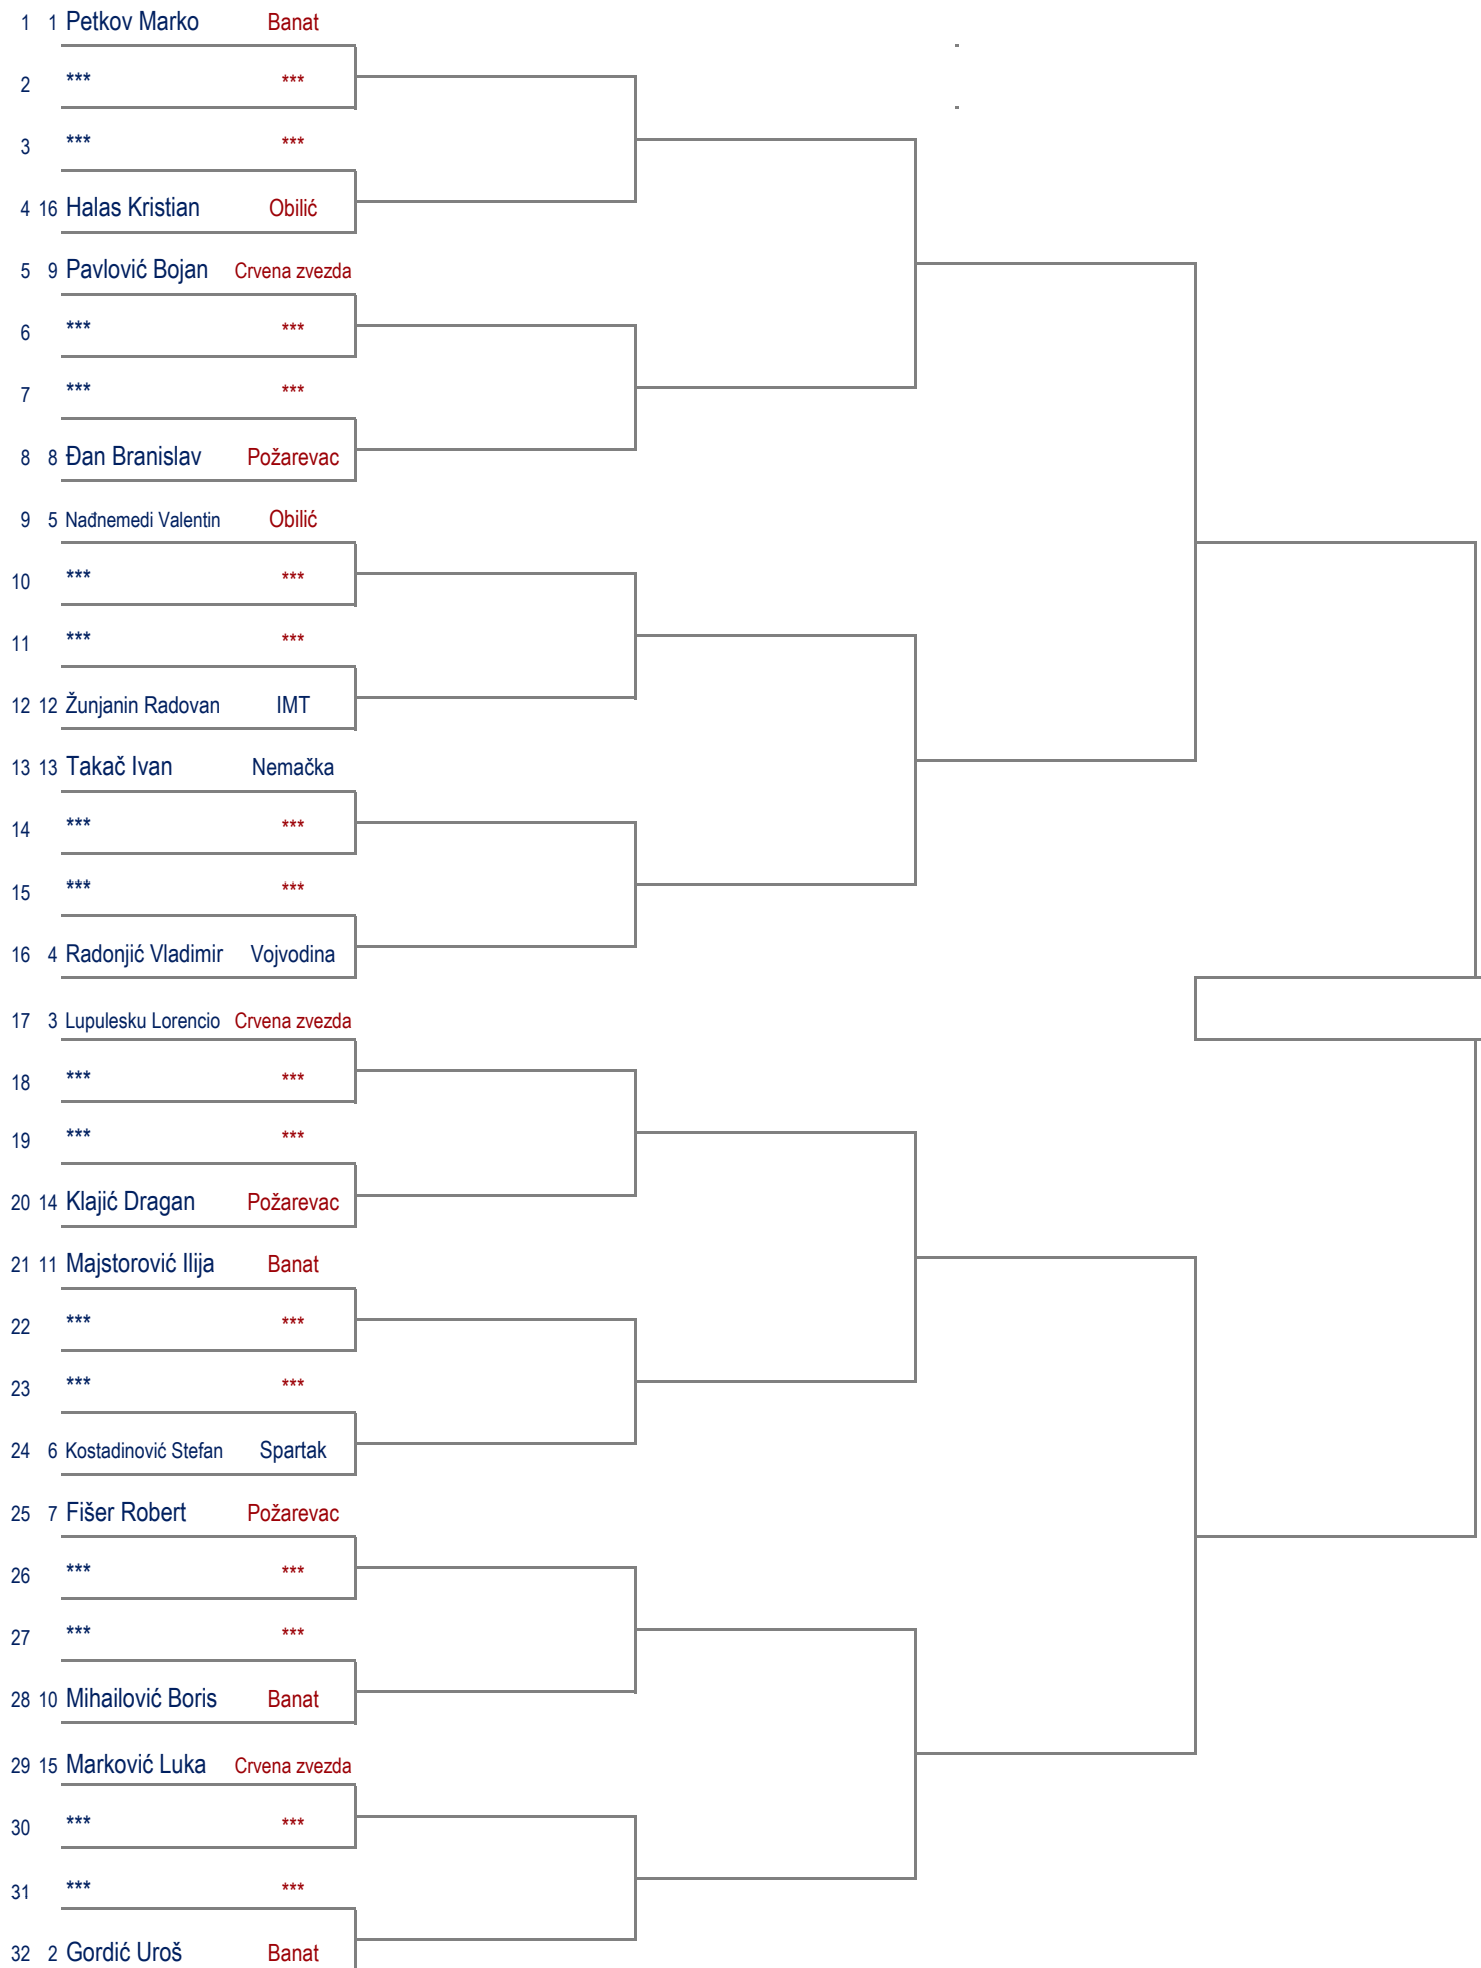 1 1 Petkov Marko Banat
2 *** ***
3 *** ***
4 16 Halas Kristian Obilić
5 9 Pavlović Bojan Crvena zvezda
6 *** ***
7 *** ***
8 8 Đan Branislav Požarevac
9 5 Nađnemedi Valentin Obilić
10 *** ***
11 *** ***
12 12 Žunjanin Radovan IMT
13 13 Takač Ivan Nemačka
14 *** ***
15 *** ***
16 4 Radonjić Vladimir Vojvodina
17 3 Lupulesku Lorencio Crvena zvezda
18 *** ***
19 *** ***
20 14 Klajić Dragan Požarevac
21 11 Majstorović Ilija Banat
22 *** ***
23 *** ***
24 6 Kostadinović Stefan Spartak
25 7 Fišer Robert Požarevac
26 *** ***
27 *** ***
28 10 Mihailović Boris Banat
29 15 Marković Luka Crvena zvezda
30 *** ***
31 *** ***
32 2 Gordić Uroš Banat